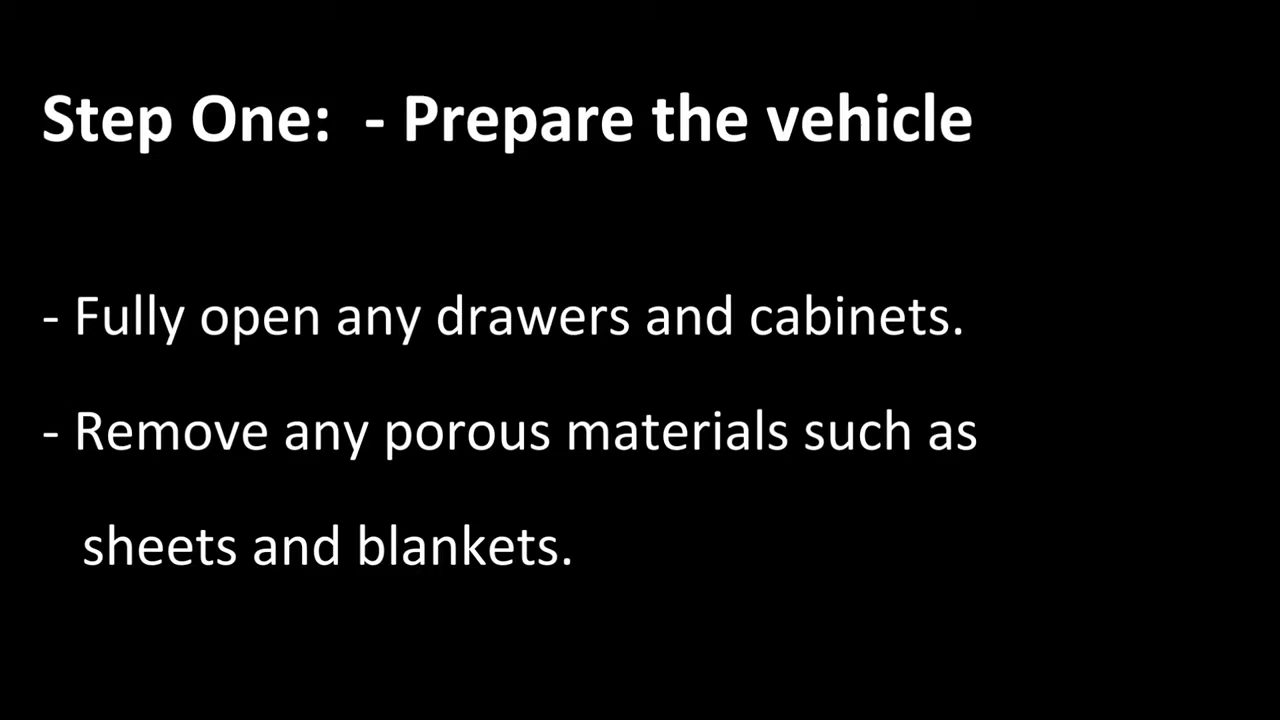 Step One:  - Prepare the vehicle
- Fully open any drawers and cabinets.
- Remove any porous materials such as
sheets and blankets.